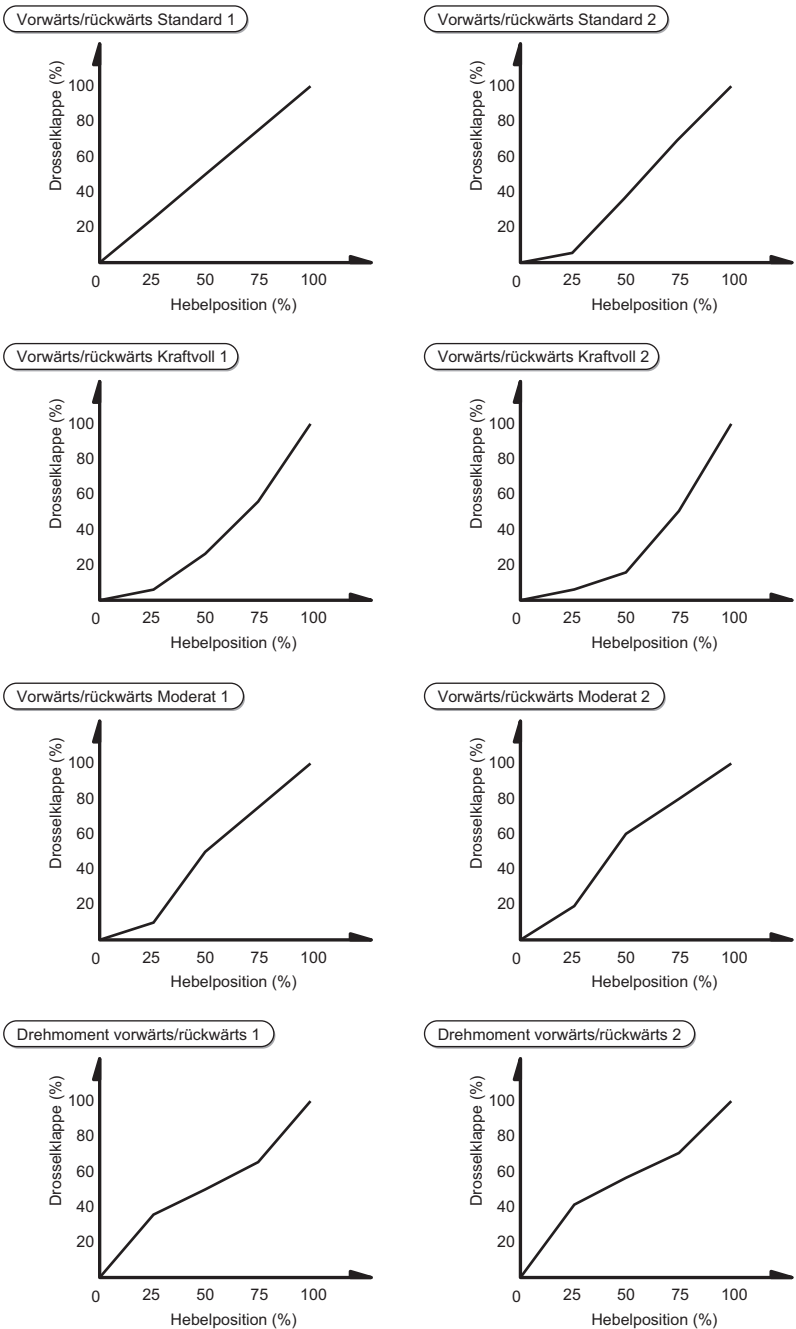 Vorwärts/rückwärts Standard 1
Drosselklappe (%)
100
80
60
40
20
0 25 50 75 100
Hebelposition (%)
Vorwärts/rückwärts Standard 2
Drosselklappe (%)
100
80
60
40
20
0 25 50 75 100
Hebelposition (%)
Vorwärts/rückwärts Kraftvoll 1
Drosselklappe (%)
100
80
60
40
20
0 25 50 75 100
Hebelposition (%)
Vorwärts/rückwärts Kraftvoll 2
Drosselklappe (%)
100
80
60
40
20
0 25 50 75 100
Hebelposition (%)
Vorwärts/rückwärts Moderat 1
Drosselklappe (%)
100
80
60
40
20
0 25 50 75 100
Hebelposition (%)
Vorwärts/rückwärts Moderat 2
Drosselklappe (%)
100
80
60
40
20
0 25 50 75 100
Hebelposition (%)
Drehmoment vorwärts/rückwärts 1
Drosselklappe (%)
100
80
60
40
20
0 25 50 75 100
Hebelposition (%)
Drehmoment vorwärts/rückwärts 2
Drosselklappe (%)
100
80
60
40
20
0 25 50 75 100
Hebelposition (%)